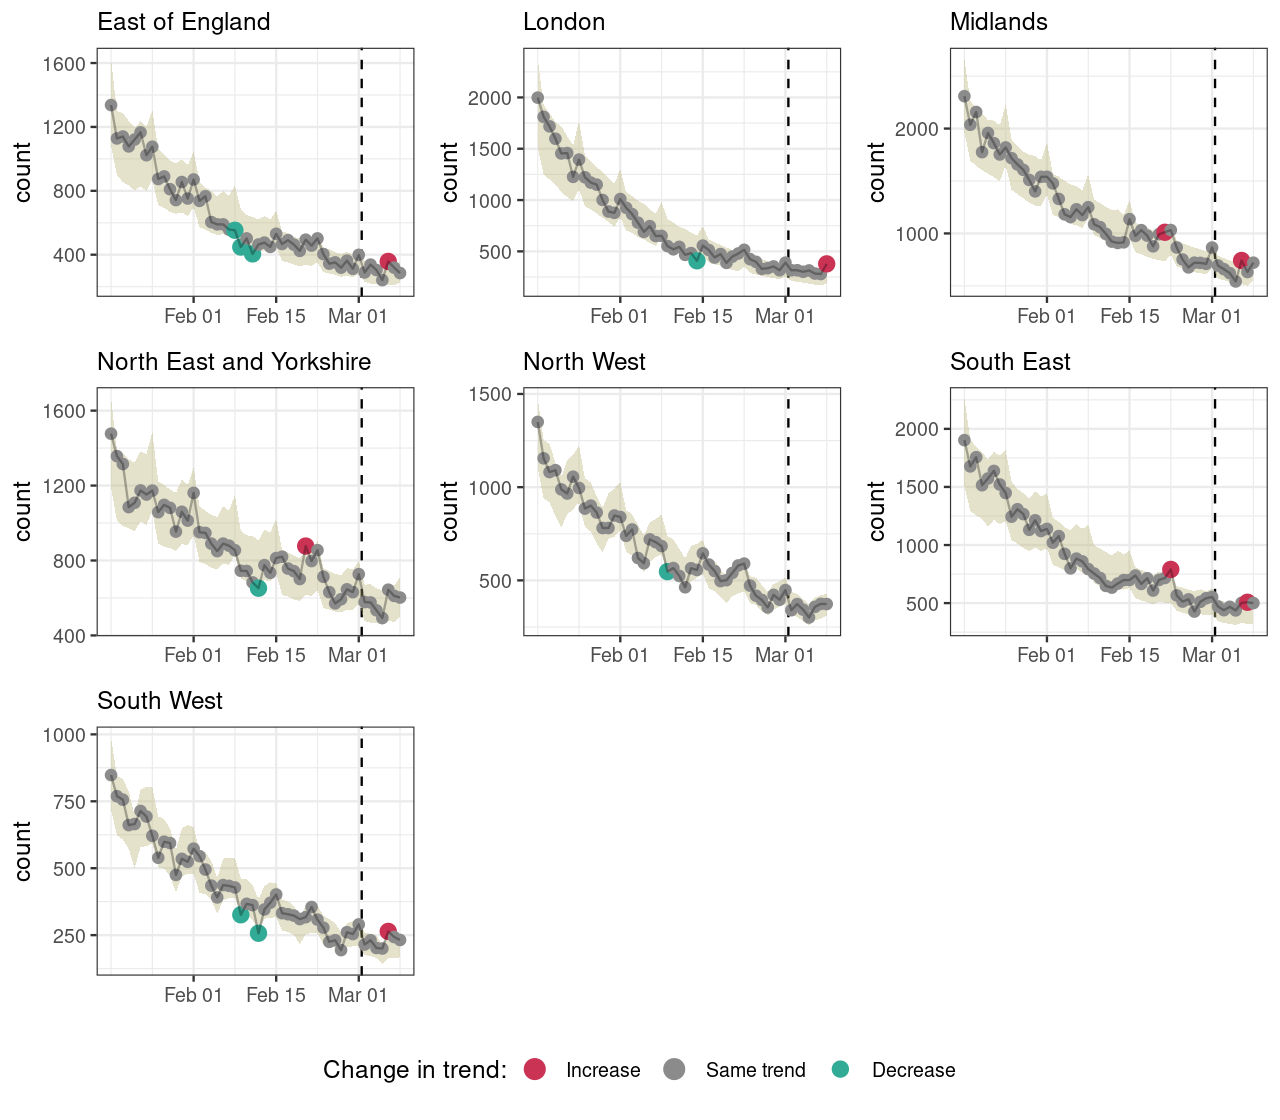 East of England
London
Midlands
count
1600
1200
800
400
Feb 01
Feb 15
Mar 01
count
2000
1500
1000
500
Feb 01
Feb 15
Mar 01
count
2000
1000
Feb 01
Feb 15
Mar 01
North East and Yorkshire
North West
South East
count
1600
1200
800
400
Feb 01
Feb 15
Mar 01
count
1500
1000
500
Feb 01
Feb 15
Mar 01
count
2000
1500
1000
500
Feb 01
Feb 15
Mar 01
South West
count
1000
750
500
250
Feb 01
Feb 15
Mar 01
Change in trend: Increase Same trend Decrease